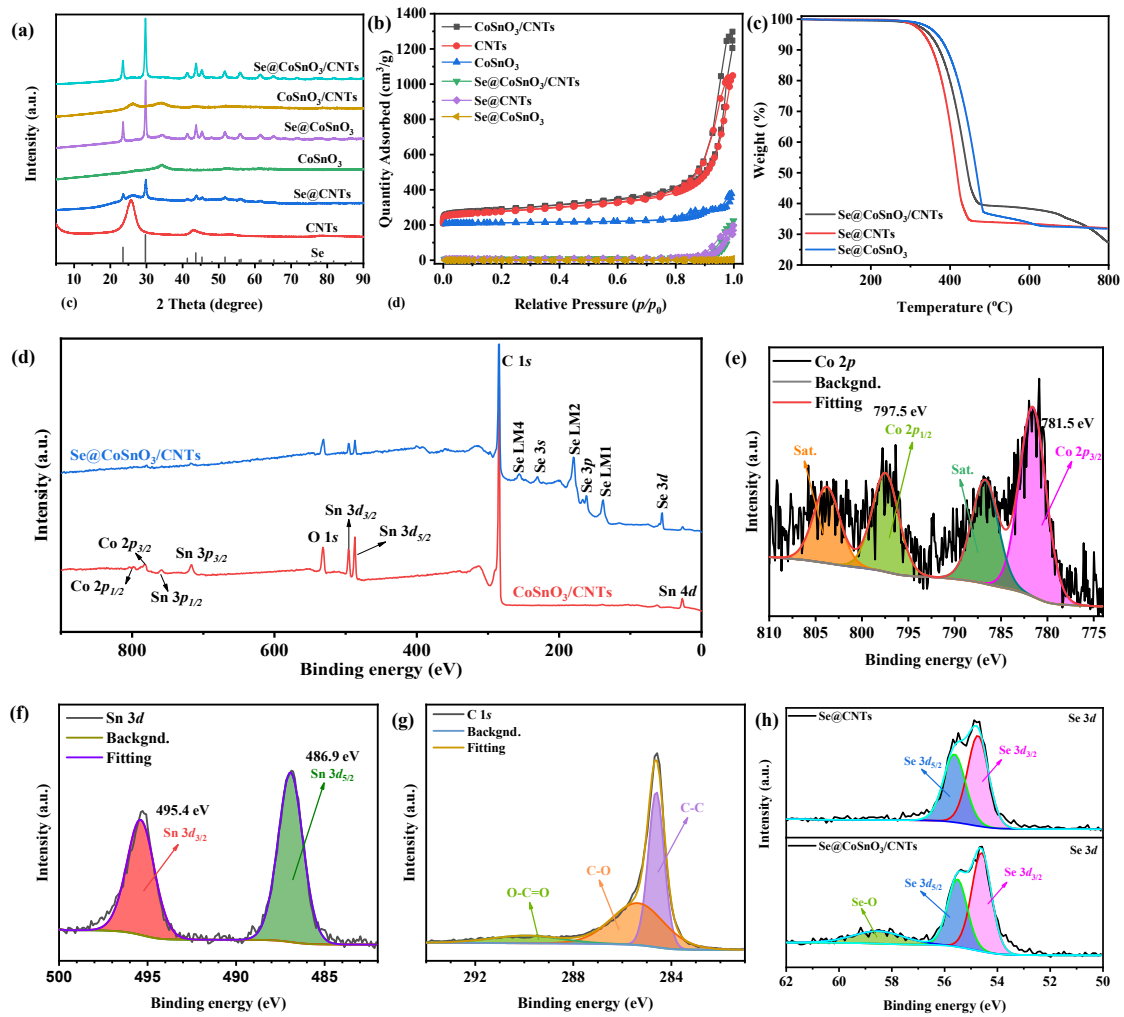 (a)
Intensity (a.u.)
Se@CoSnO3/CNTs
CoSnO3/CNTs
Se@CoSnO3
CoSnO3
Se@CNTs
CNTs
Se
5 10 20 30 40 50 60 70 80 90
(c)
2 Theta (degree)
(b)
Quantity Adsorbed (cm3/g)
1400
1300
1200
1000
800
600
400
200
0
CoSnO3/CNTs
CNTs
CoSnO3
Se@CoSnO3/CNTs
Se@CNTs
Se@CoSnO3
0.0 0.2 0.4 0.6 0.8 1.0
(d)
Relative Pressure (p/p0)
(c)
Weight (%)
100
90
80
70
60
50
40
30
20
Se@CoSnO3/CNTs
Se@CNTs
Se@CoSnO3
200 400 600 800
Temperature (oC)
(d)
Intensity (a.u.)
C 1s
Se@CoSnO3/CNTs
Se LM4
Se 3s
Se LM2
Se 3p
Se LM1
Se 3d
Co 2p3/2
Co 2p1/2
Sn 3p3/2
Sn 3p1/2
O 1s
Sn 3d3/2
Sn 3d5/2
CoSnO3/CNTs
Sn 4d
800 600 400 200 0
Binding energy (eV)
(e)
Intensity (a.u.)
Co 2p
Backgnd.
Fitting
797.5 eV
Co 2p1/2
781.5 eV
Co 2p3/2
Sat.
Sat.
810 805 800 795 790 785 780 775
Binding energy (eV)
(f)
Intensity (a.u.)
Sn 3d
Backgnd.
Fitting
486.9 eV
Sn 3d5/2
495.4 eV
Sn 3d3/2
500 495 490 485
Binding energy (eV)
(g)
Intensity (a.u.)
C 1s
Backgnd.
Fitting
C-C
C-O
O-C=O
292 288 284
Binding energy (eV)
(h)
Intensity (a.u.)
Se@CNTs
Se 3d
Se 3d5/2
Se 3d3/2
Se@CoSnO3/CNTs
Se 3d
Se 3d5/2
Se 3d3/2
Se-O
62 60 58 56 54 52 50
Binding energy (eV)